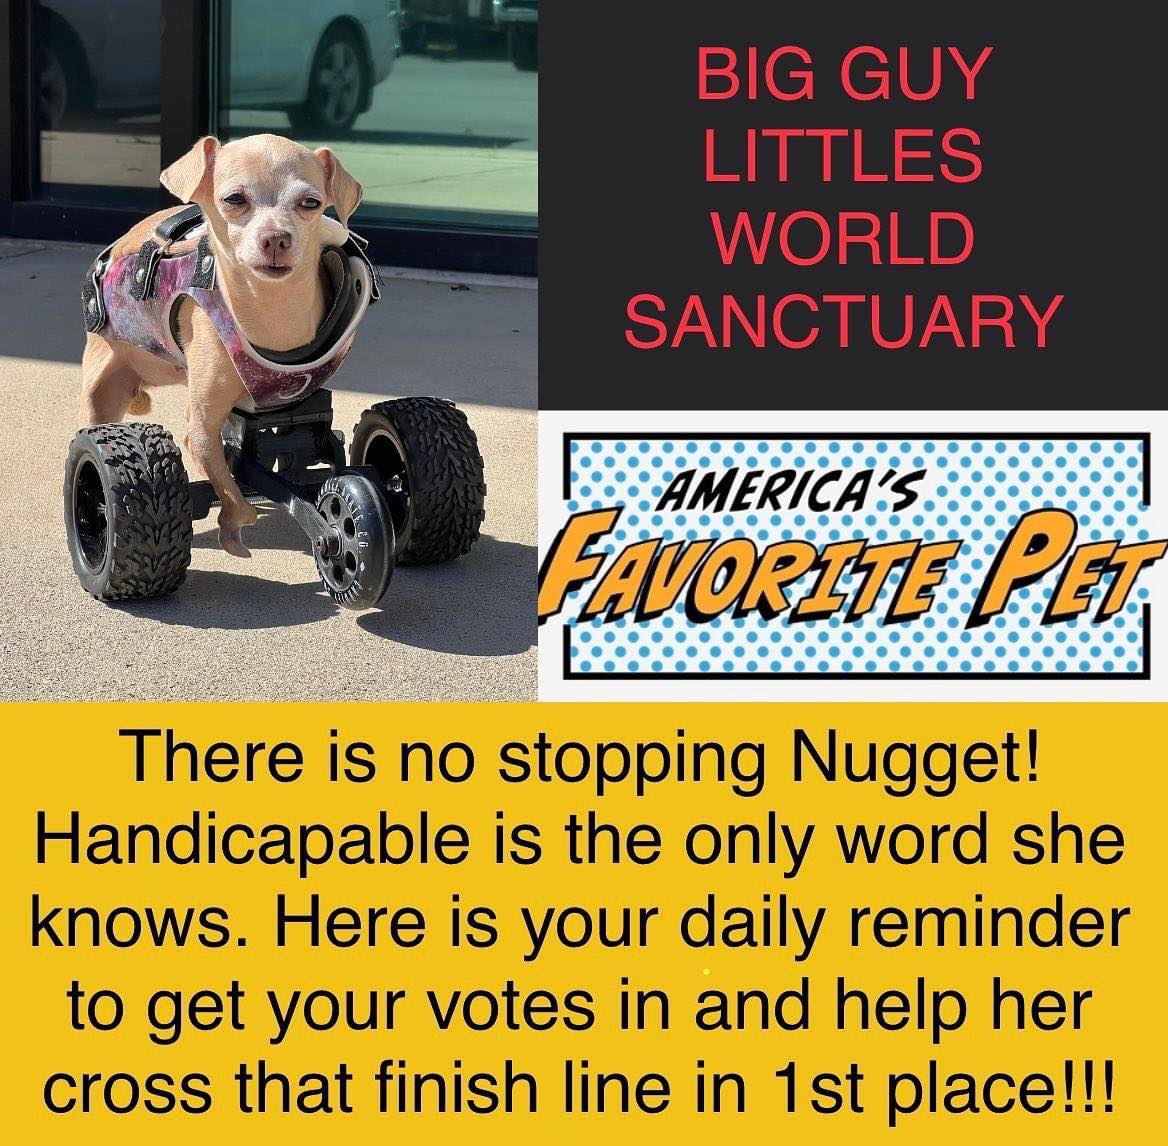 BIG GUY
LITTLES
WORLD
SANCTUARY
AMERICA'S
FAVORITE PET
There is no stopping Nugget!
Handicapable is the only word she
knows. Here is your daily reminder
to get your votes in and help her
cross that finish line in 1st place!!!